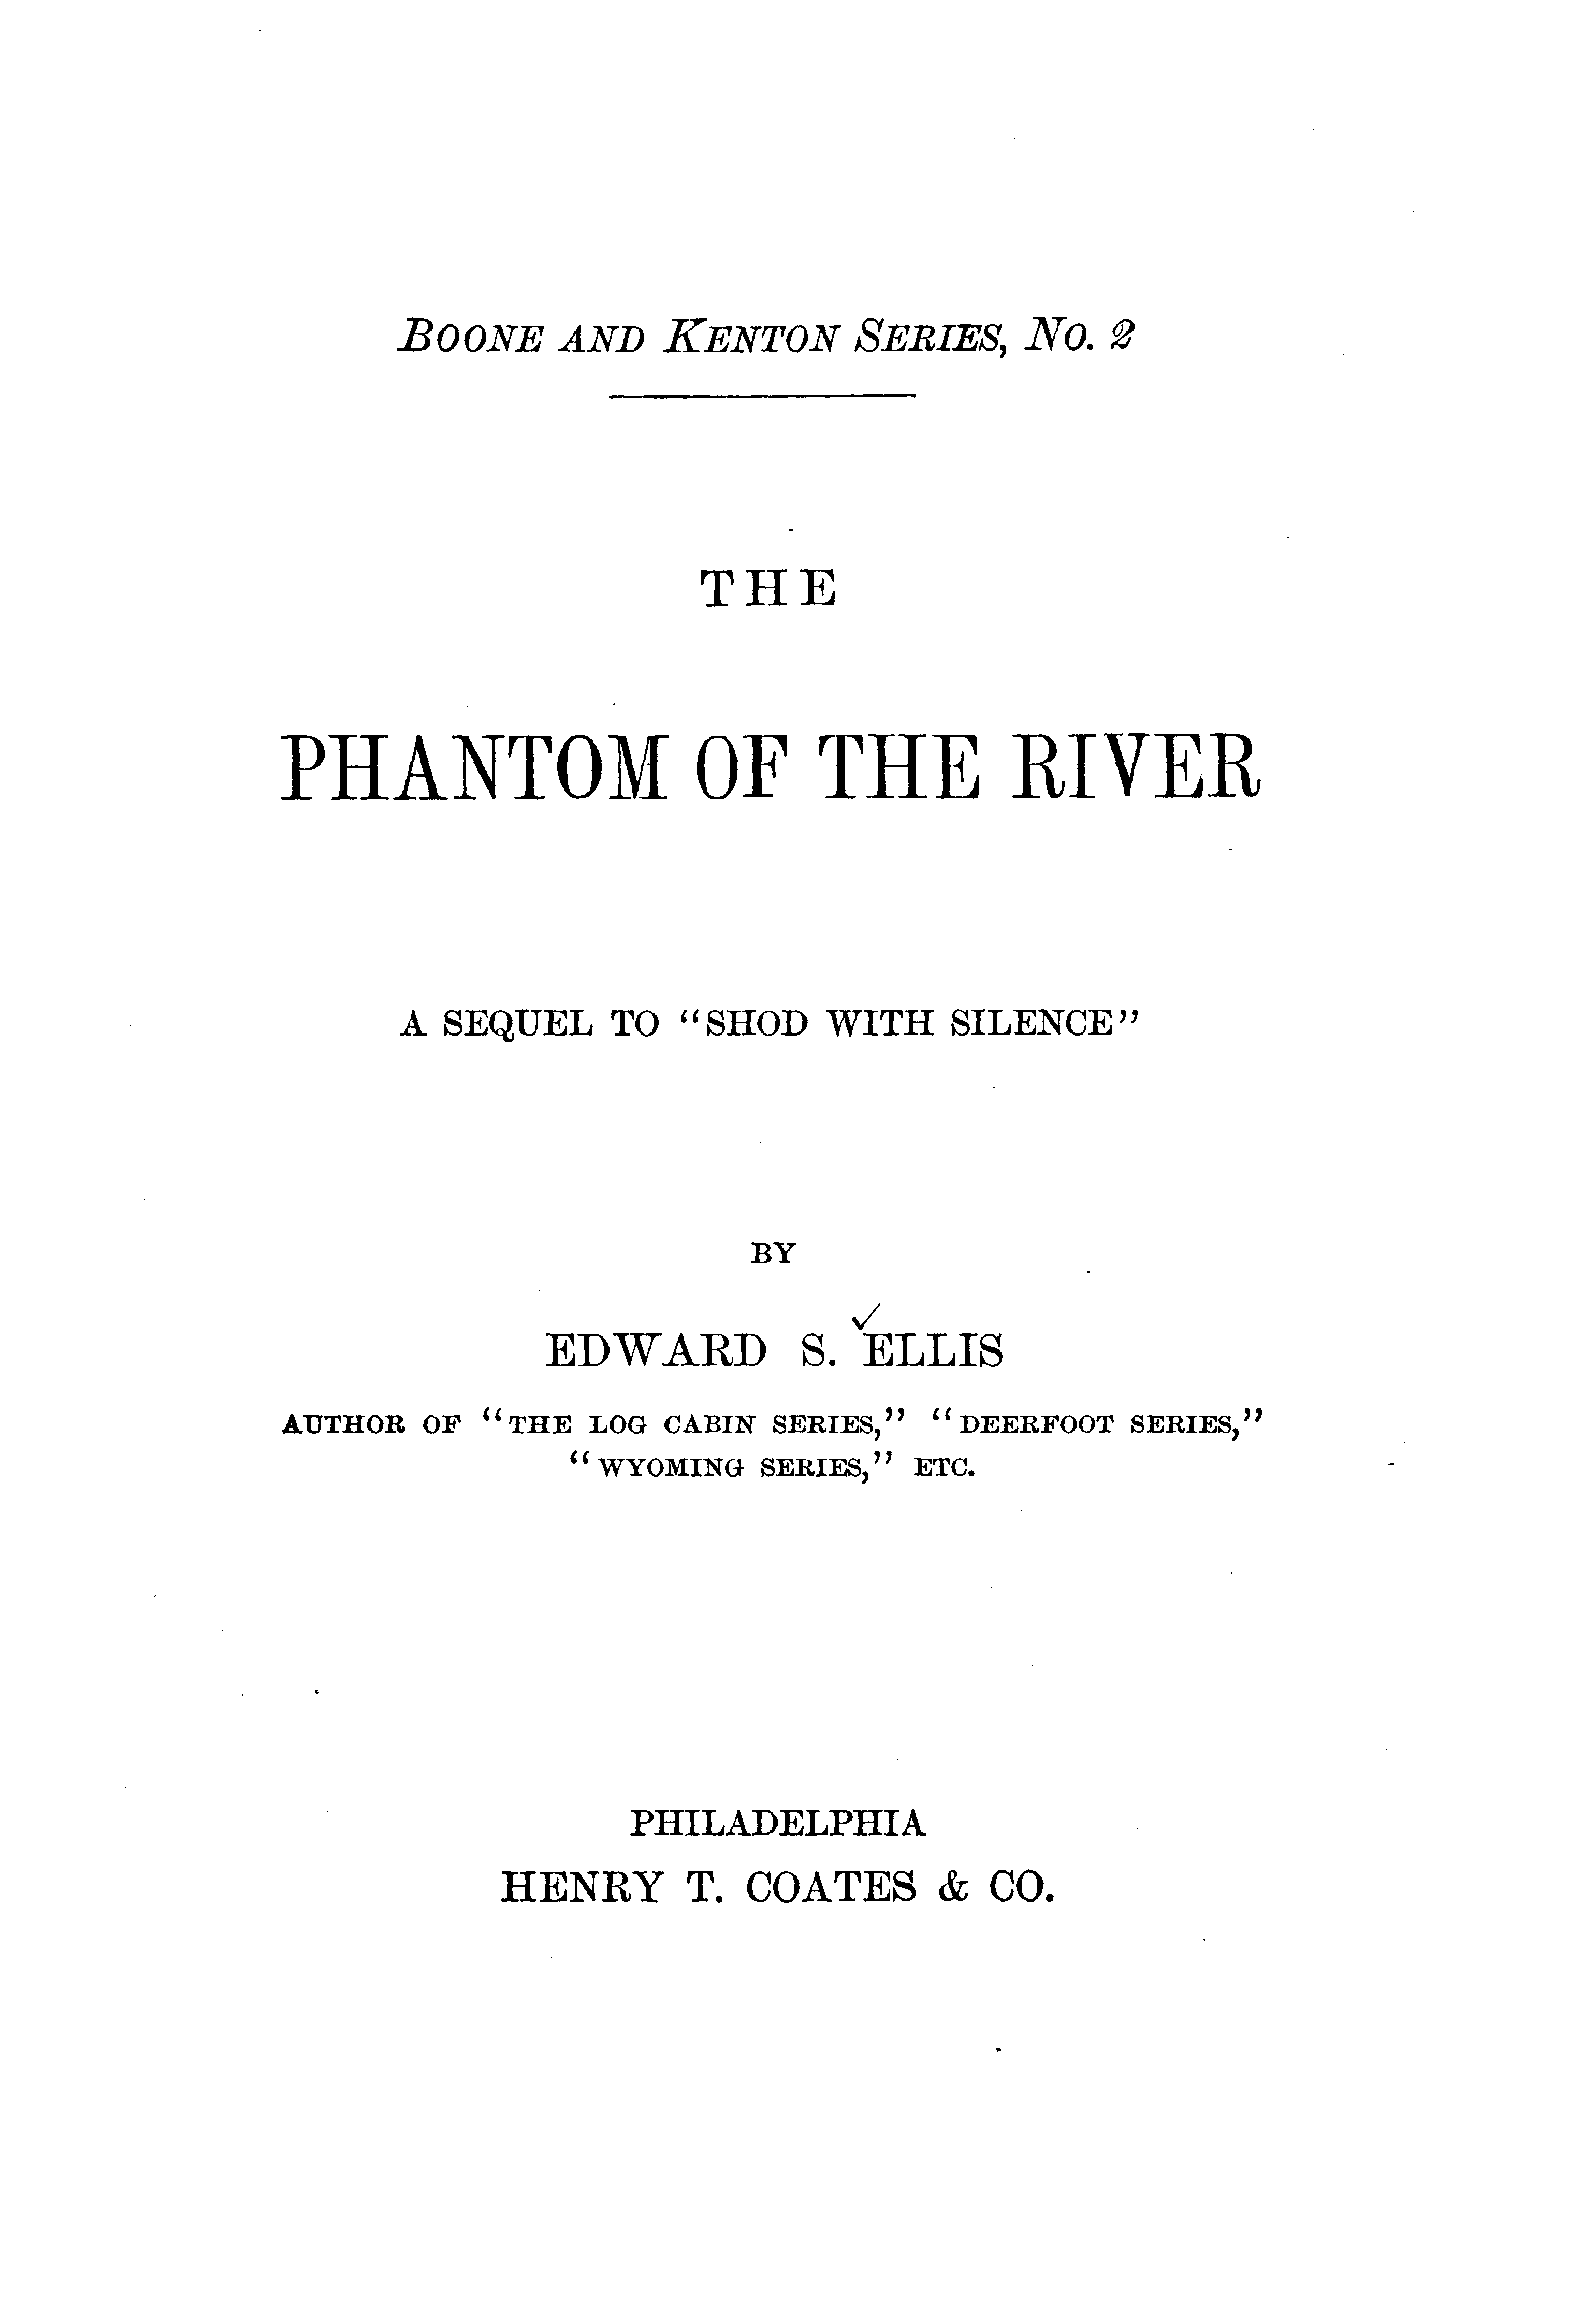 BOONE AND KENTON SERIES, NO. 2
THE
PHANTOM OF THE RIVER
A SEQUEL TO “SHOD WITH SILENCE”
BY
EDWARD S. ELLIS
AUTHOR OF “THE LOG CABIN SERIES,” “DEERFOOT SERIES,”
“WYOMING SERIES,” ETC.
PHILADELPHIA
HENRY T. COATES & CO.